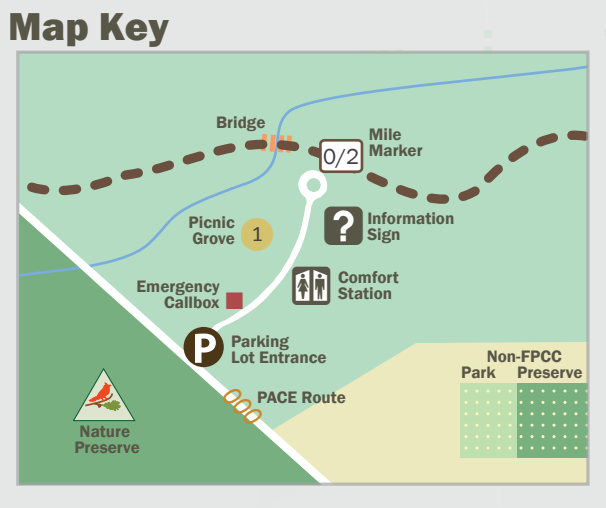 Map Key
Bridge
Mile
Marker
0/2
Picnic
Grove
1
?
Information
Sign
Emergency
Callbox
Comfort
Station
P
Parking
Lot Entrance
Non-FPCC
Park Preserve
PACE Route
Nature
Preserve